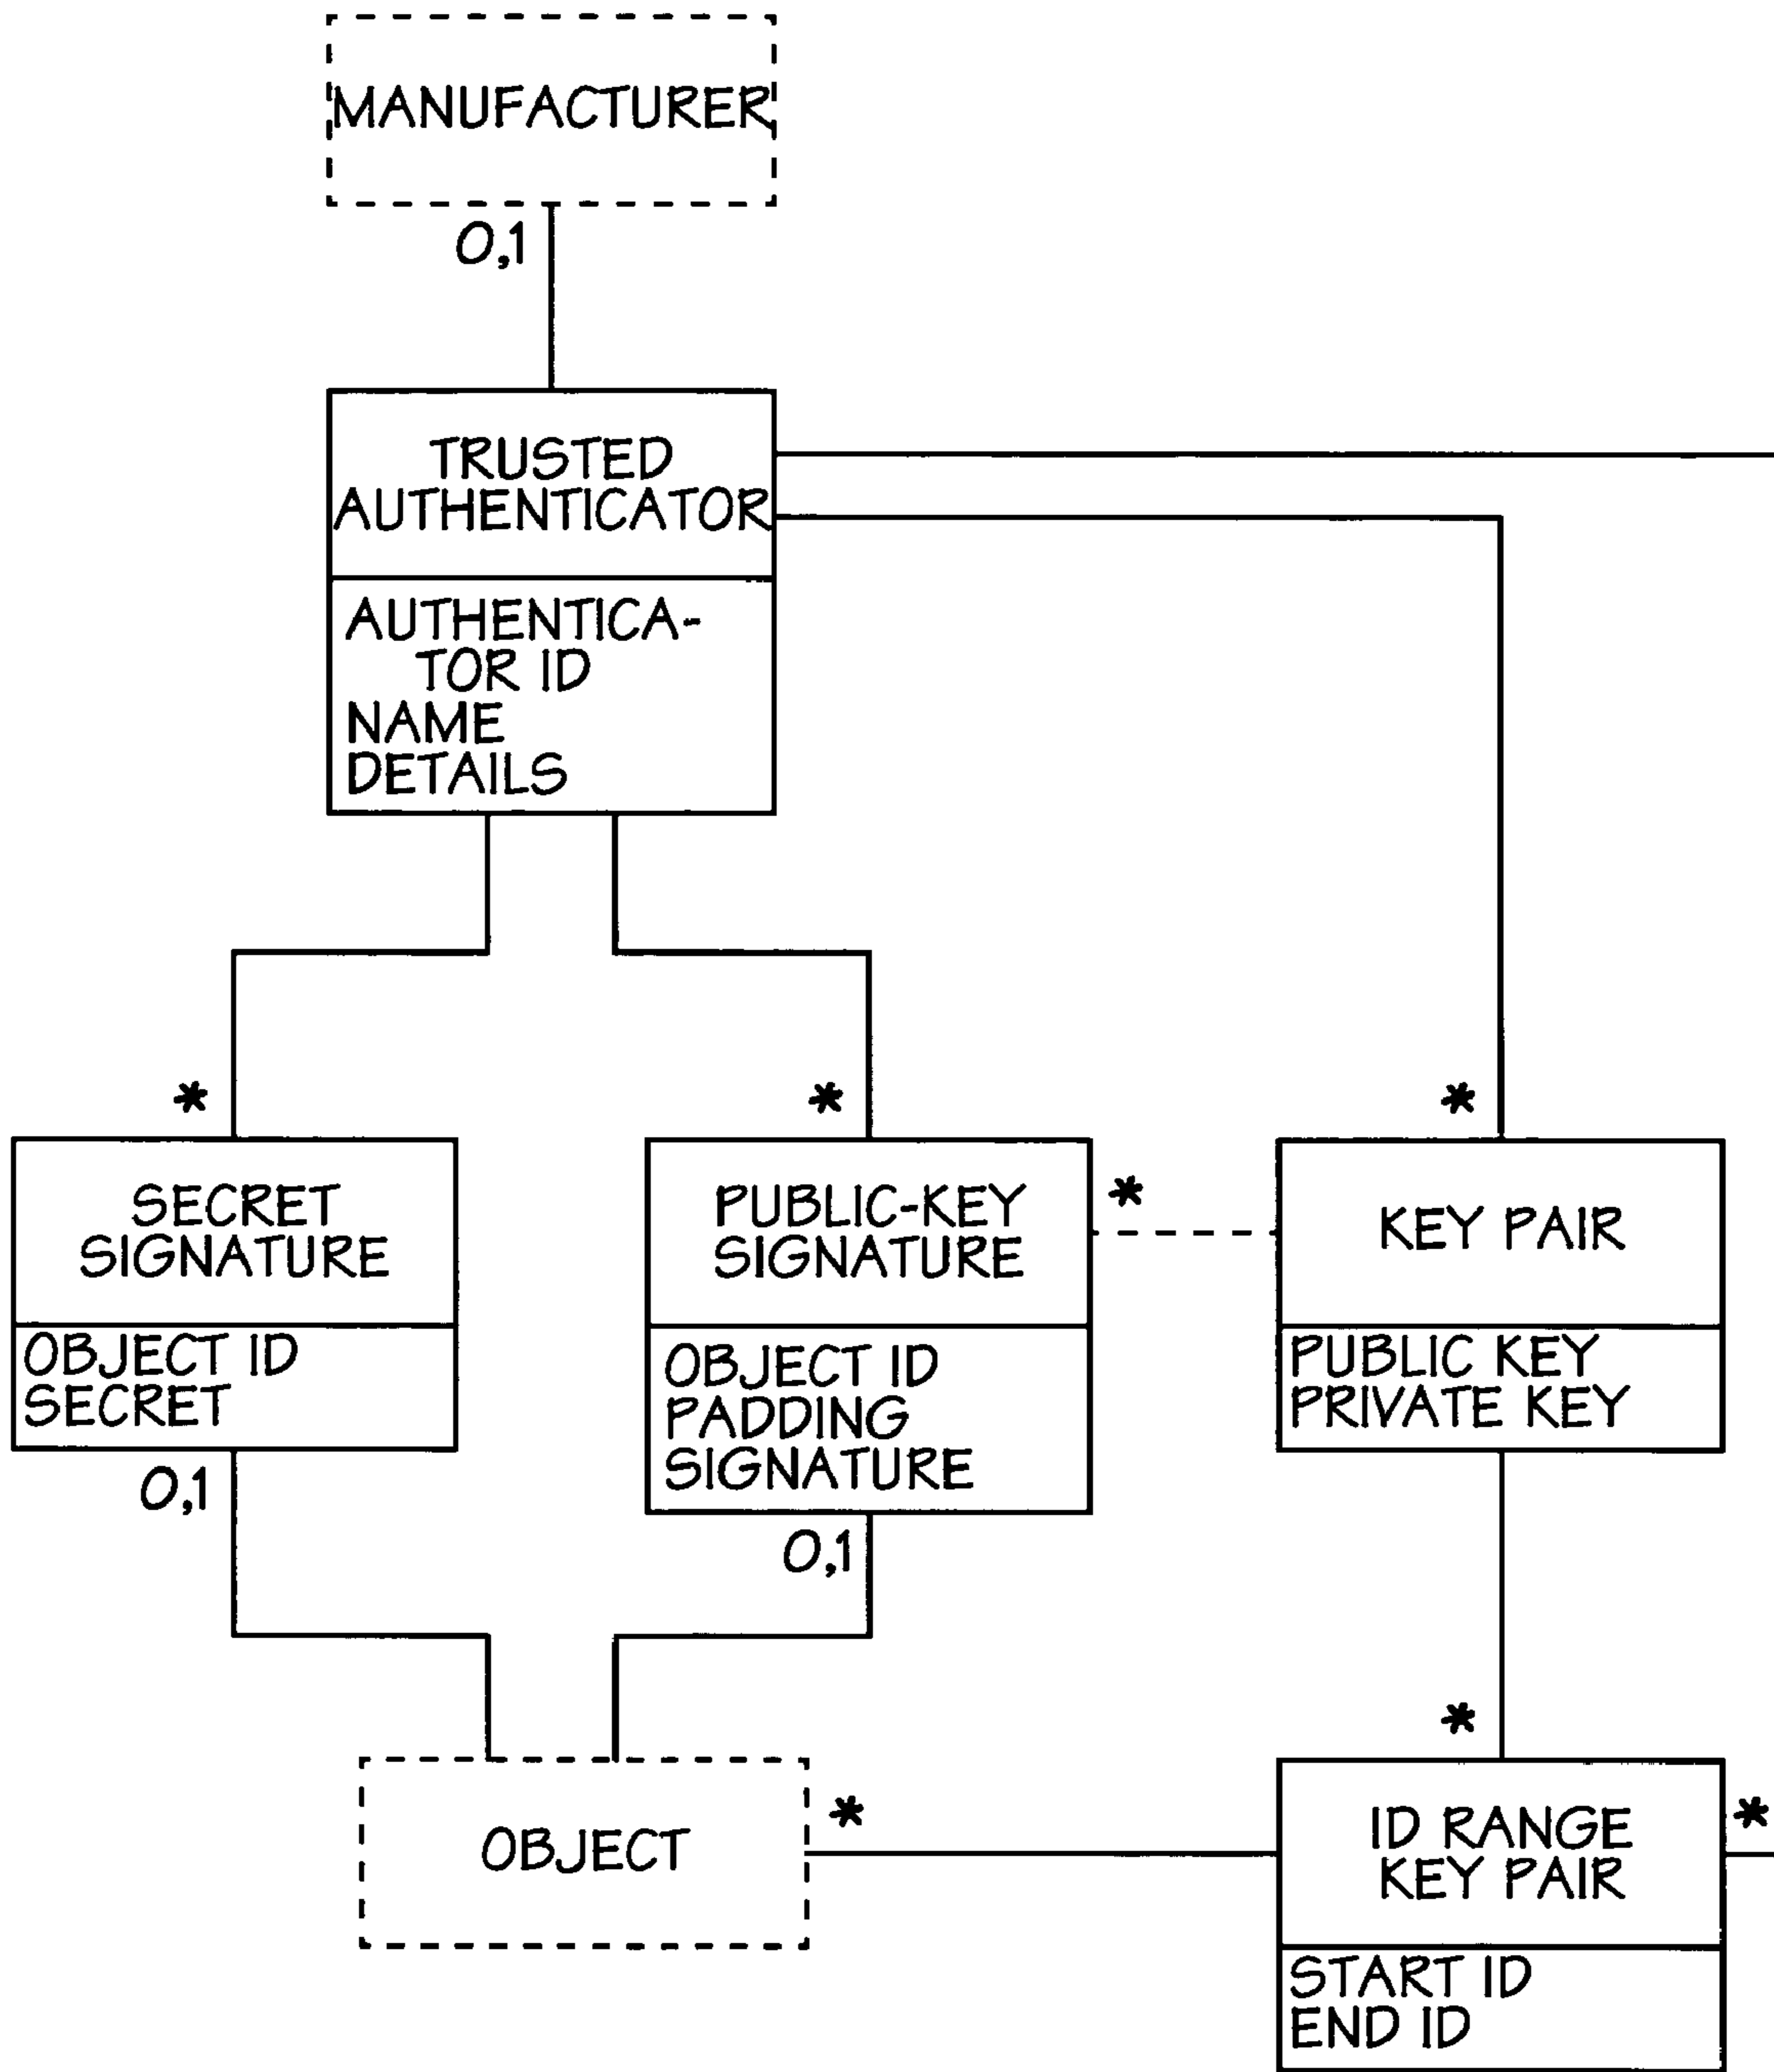 MANUFACTURER
0,1
TRUSTED
AUTHENTICATOR
AUTHENTICA-
TOR ID
NAME
DETAILS
*
*
*
SECRET
SIGNATURE
OBJECT ID
SECRET
0,1
PUBLIC-KEY
SIGNATURE
*
OBJECT ID
PADDING
SIGNATURE
0,1
KEY PAIR
PUBLIC KEY
PRIVATE KEY
*
OBJECT
*
ID RANGE
KEY PAIR
*
START ID
END ID